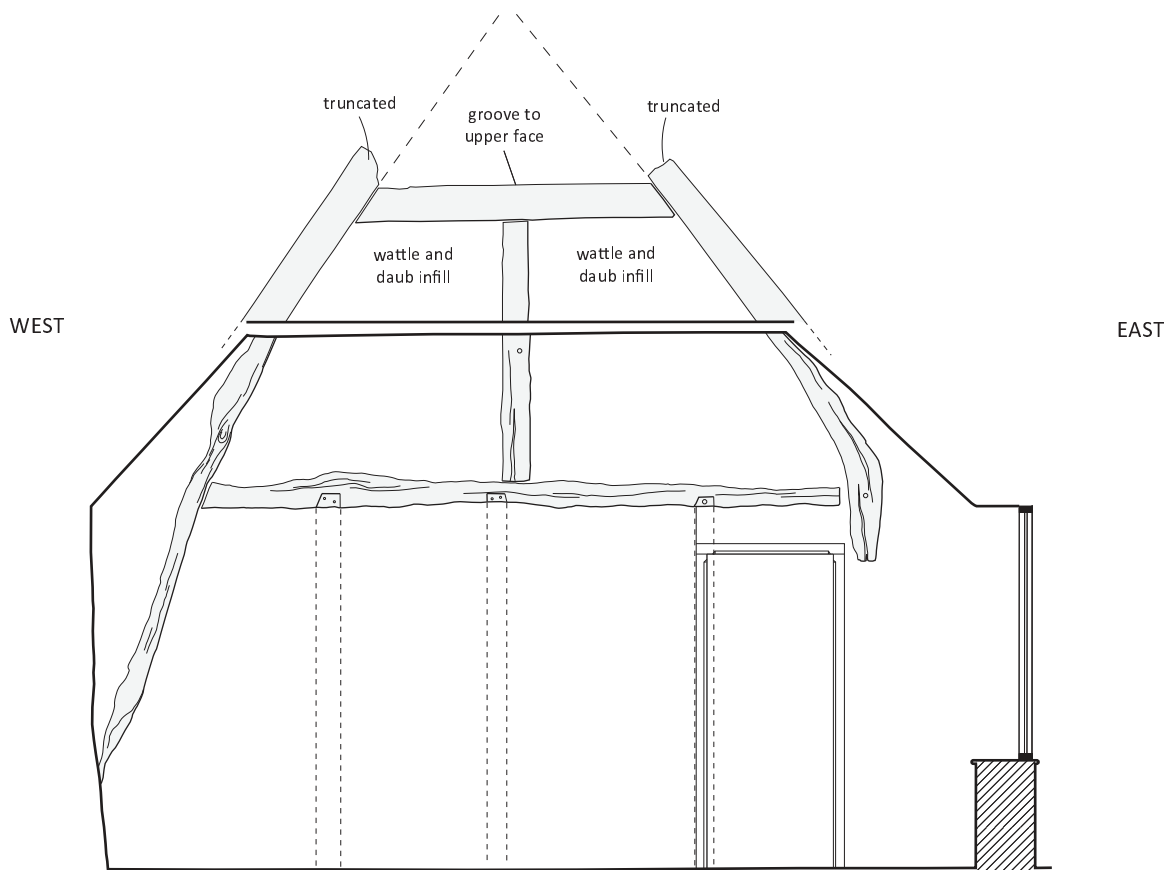 truncated
groove to
upper face
truncated
wattle and
daub infill
wattle and
daub infill
WEST
EAST